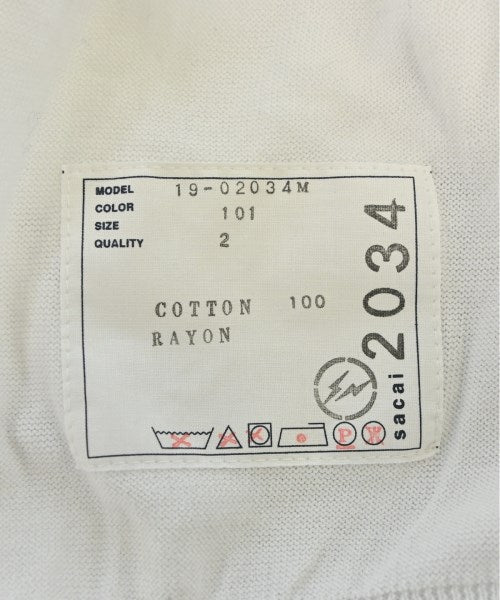 MODEL 19-02034M
COLOR 101
SIZE
QUALITY 2
COTTON 100
RAYON
P
sacai 2034